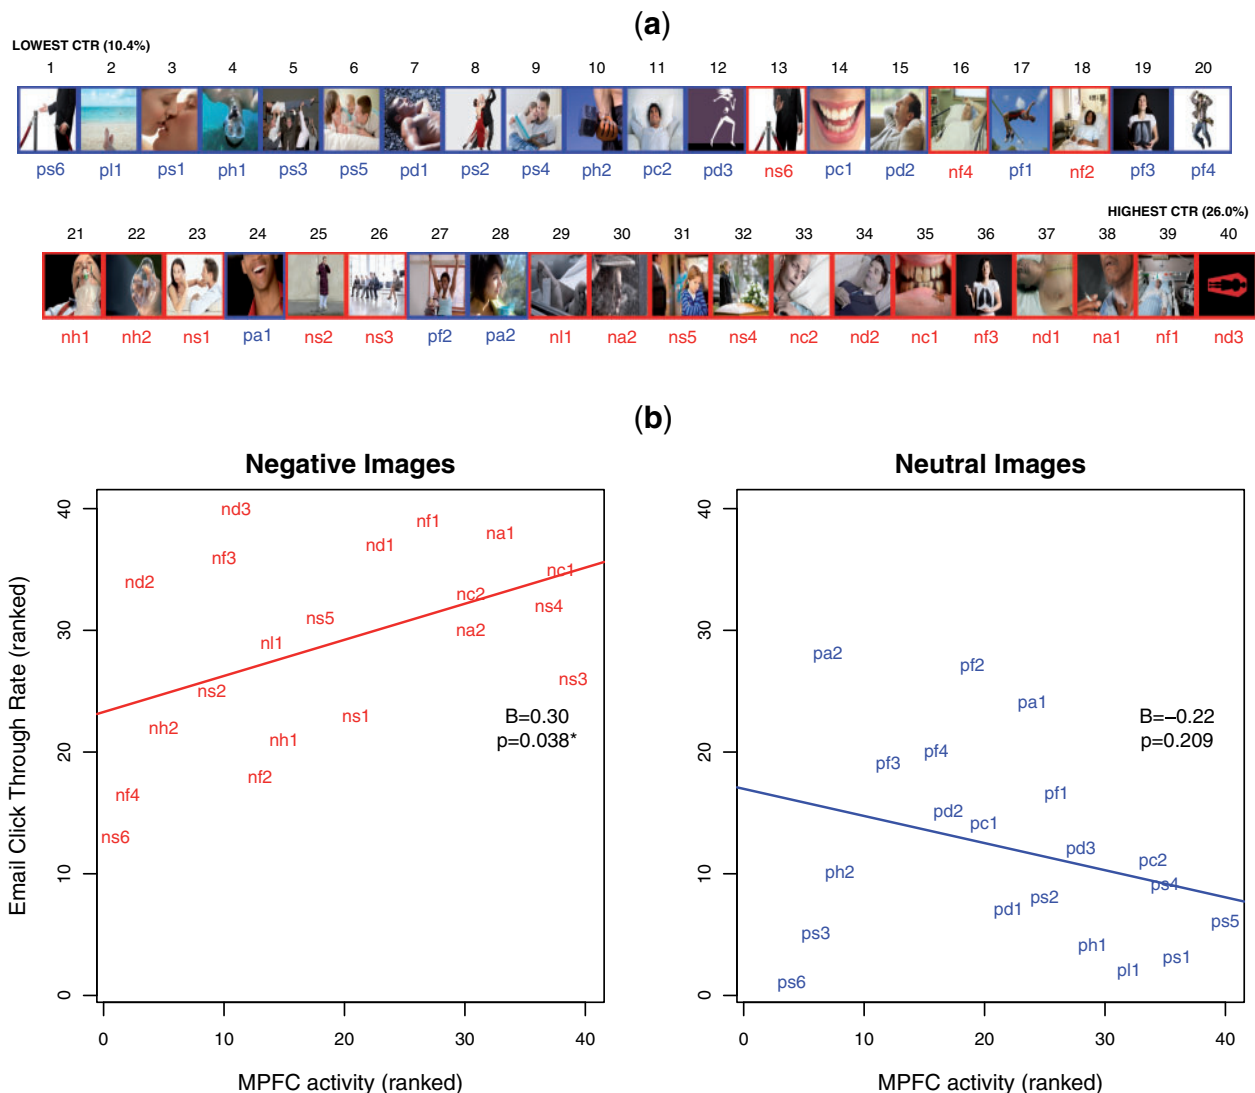 (a)
LOWEST CTR (10.4%)
1 2 3 4 5 6 7 8 9 10 11 12 13 14 15 16 17 18 19 20
ps6 pl1 ps1 ph1 ps3 ps5 pd1 ps2 ps4 ph2 pc2 pd3 ns6 pc1 pd2 nf4 pf1 nf2 pf3 pf4
HIGHEST CTR (26.0%)
21 22 23 24 25 26 27 28 29 30 31 32 33 34 35 36 37 38 39 40
nh1 nh2 ns1 pa1 ns2 ns3 pf2 pa2 nl1 na2 ns5 ns4 nc2 nd2 nc1 nf3 nd1 na1 nf1 nd3
(b)
Negative Images
Email Click Through Rate (ranked)
40
30
20
10
0
nd3
nf1
na1
nd1
nf3
nc1
nd2
nc2
ns4
ns5
na2
nl1
ns3
ns2
ns1
nh2
nh1
nf2
nf4
ns6
B=0.30
p=0.038*
0 10 20 30 40
MPFC activity (ranked)
Neutral Images
40
30
20
10
0
pa2
pf2
pa1
pf4
pf3
pf1
pd2
pc1
pd3
pc2
ph2
ps4
ps2
pd1
ps5
ps3
ph1
ps1
pl1
ps6
B=−0.22
p=0.209
0 10 20 30 40
MPFC activity (ranked)